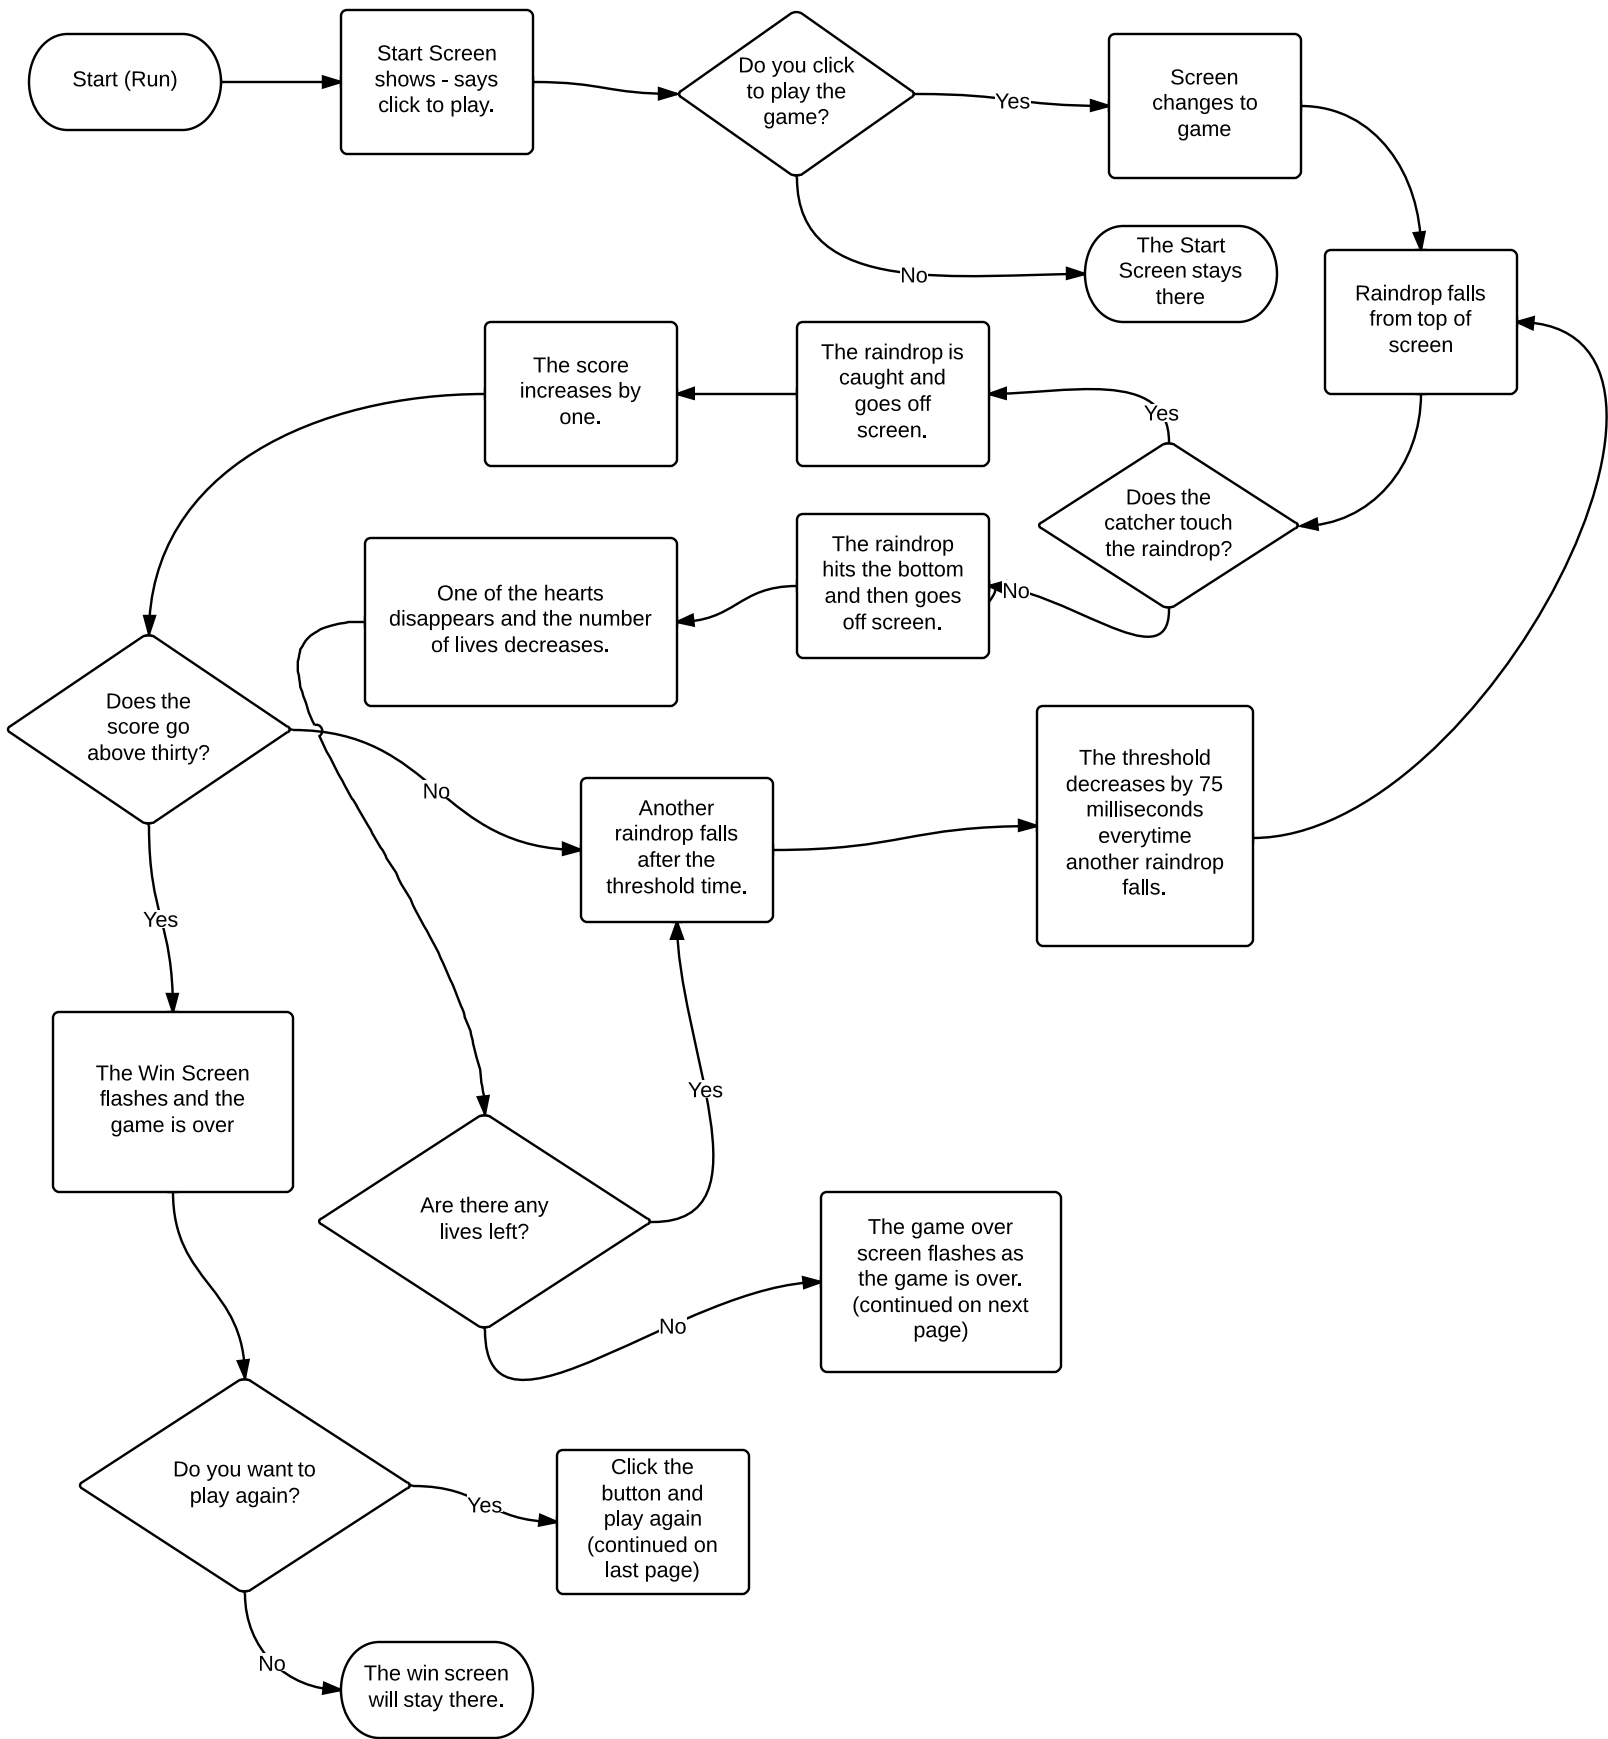 Start (Run)
Start Screen
shows - says
click to play.
Do you click
to play the
game?
Yes
Screen
changes to
game
No
The Start
Screen stays
there
Raindrop falls
from top of
screen
Does the
catcher touch
the raindrop?
Yes
The raindrop is
caught and
goes off
screen.
The score
increases by
one.
No
The raindrop
hits the bottom
and then goes
off screen.
One of the hearts
disappears and the number
of lives decreases.
Does the
score go
above thirty?
No
Another
raindrop falls
after the
threshold time.
The threshold
decreases by 75
milliseconds
everytime
another raindrop
falls.
Yes
The Win Screen
flashes and the
game is over
Are there any
lives left?
Yes
No
The game over
screen flashes as
the game is over.
(continued on next
page)
Do you want to
play again?
Yes
Click the
button and
play again
(continued on
last page)
No
The win screen
will stay there.